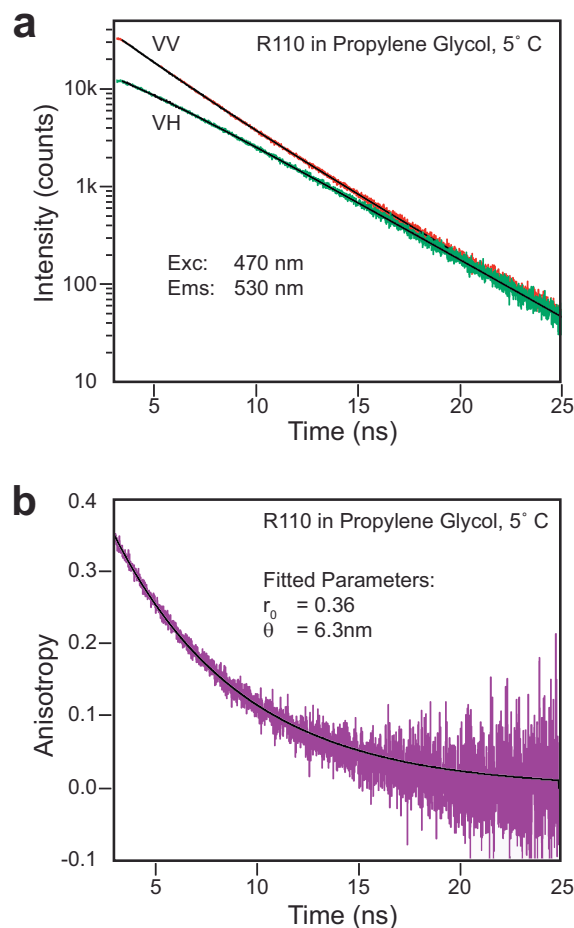 a
R110 in Propylene Glycol, 5˚ C
VV
VH
Exc: 470 nm
Ems: 530 nm
Intensity (counts)
10k
1k
100
10
5 10 15 20 25
Time (ns)
b
R110 in Propylene Glycol, 5˚ C
Fitted Parameters:
r0 = 0.36
θ = 6.3nm
Anisotropy
0.4
0.3
0.2
0.1
0.0
-0.1
5 10 15 20 25
Time (ns)